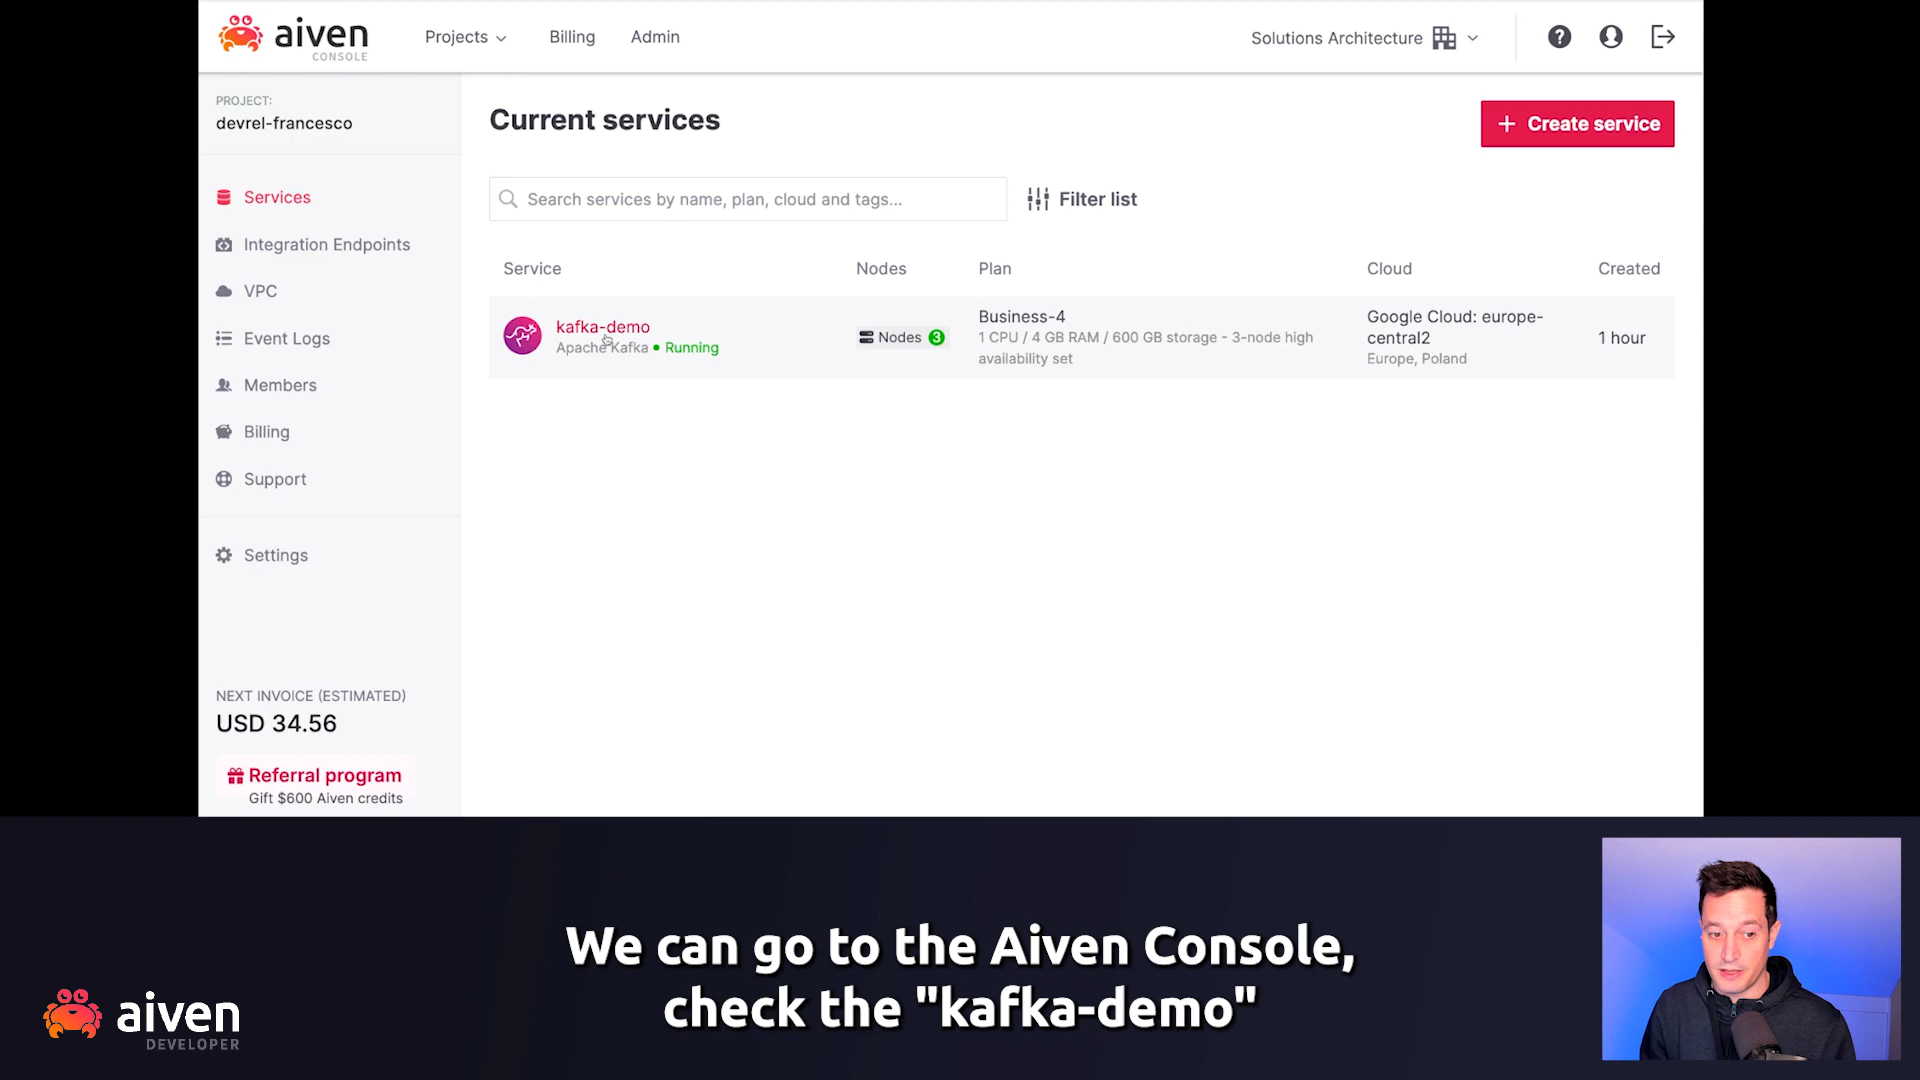 aiven
CONSOLE
Projects
Billing
Admin
Solutions Architecture
PROJECT:
devrel-francesco
Services
Integration Endpoints
VPC
Event Logs
Members
Billing
Support
Settings
NEXT INVOICE (ESTIMATED)
USD 34.56
Referral program
Gift $600 Aiven credits
Current services
+ Create service
Search services by name, plan, cloud and tags...
Filter list
Service Nodes Plan Cloud Created
kafka-demo
Apache Kafka • Running
Nodes 3
Business-4
1 CPU / 4 GB RAM / 600 GB storage - 3-node high
availability set
Google Cloud: europe-
central2
Europe, Poland
1 hour
We can go to the Aiven Console,
check the "kafka-demo"
aiven
DEVELOPER